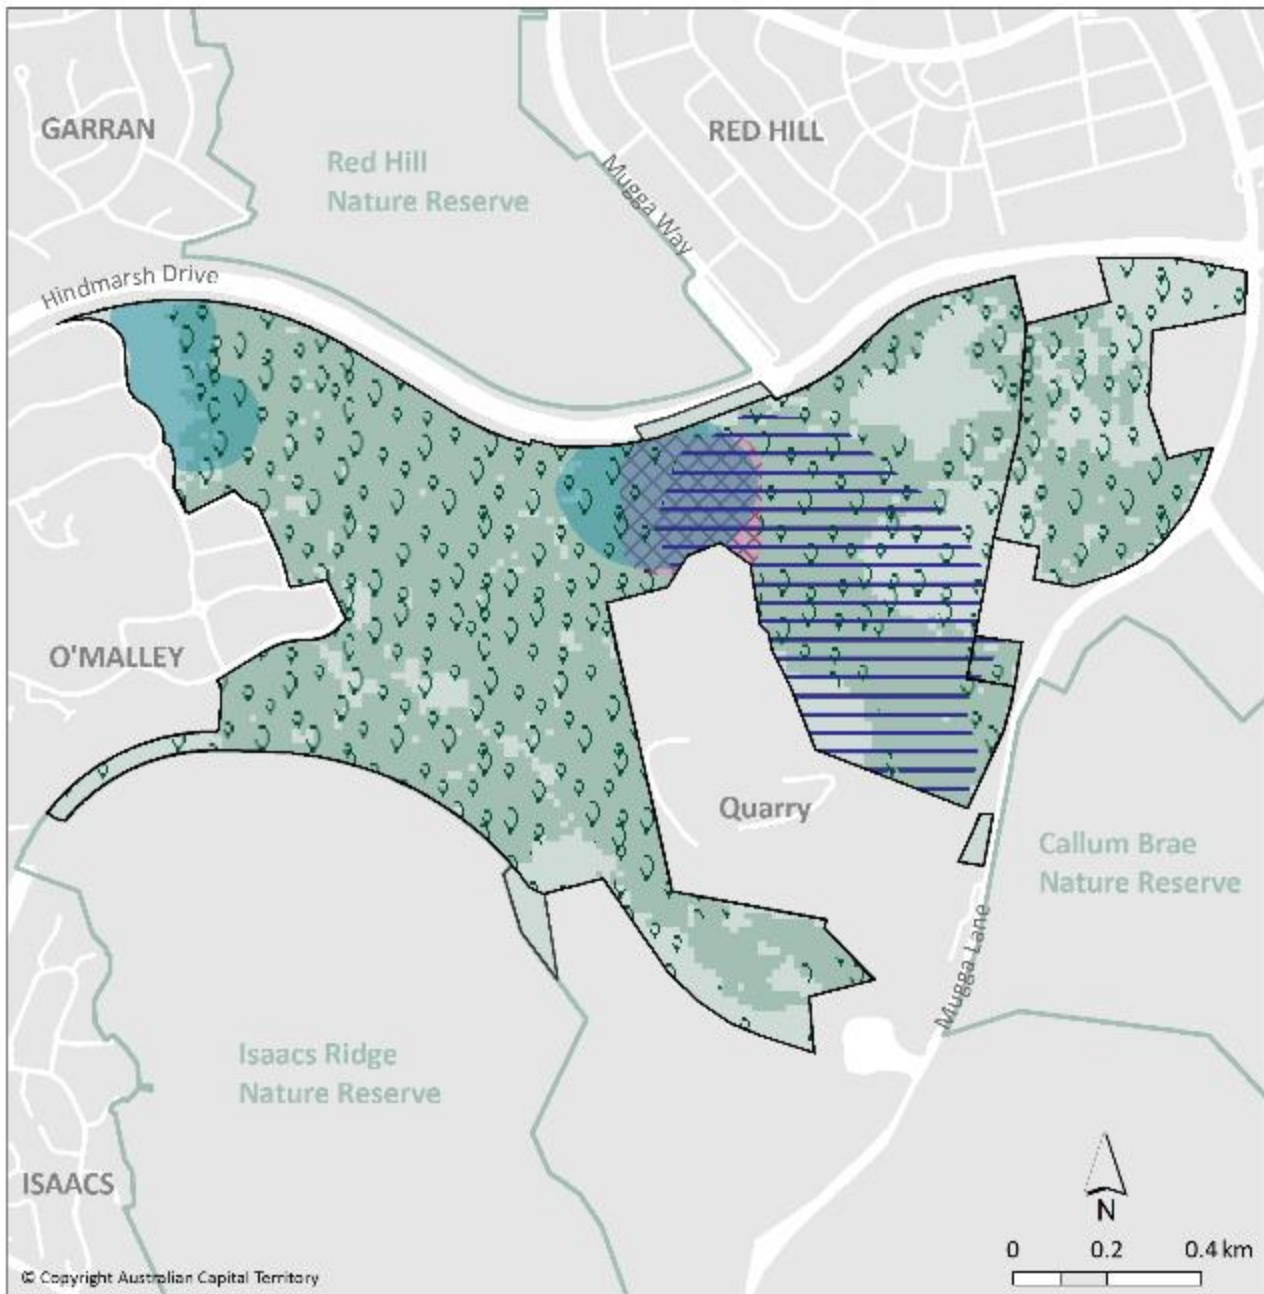 GARRAN
RED HILL
Red Hill
Nature Reserve
Mugga Way
Hindmarsh Drive
O'MALLEY
Quarry
Callum Brae
Nature Reserve
Mugga Lane
Isaacs Ridge
Nature Reserve
ISAACS
N
0 0.2 0.4 km
© Copyright Australian Capital Territory